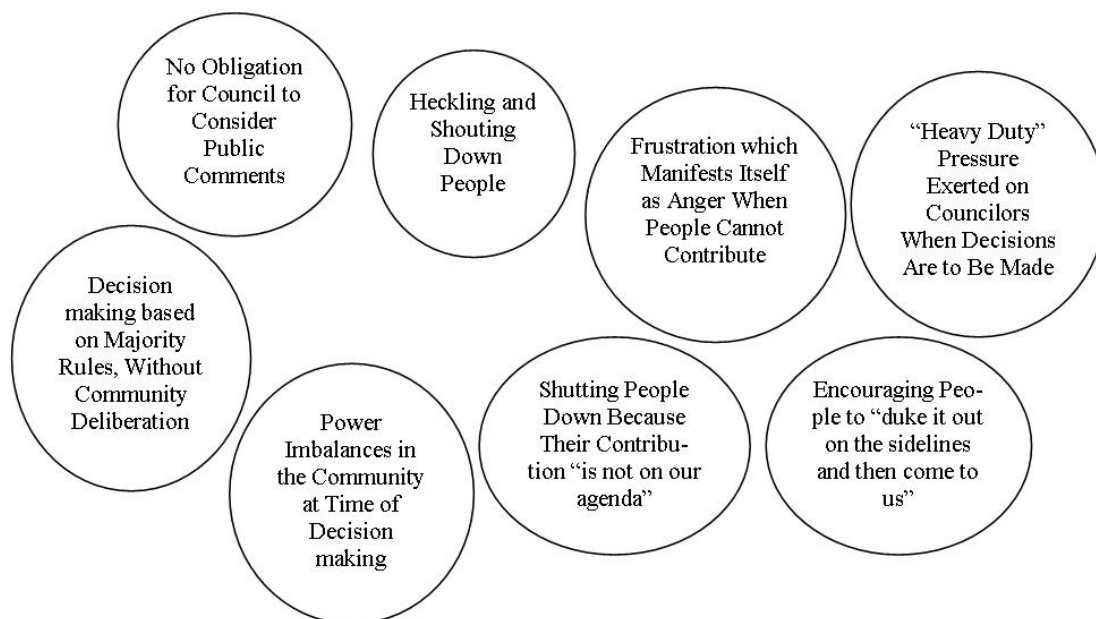 No Obligation
for Council to
Consider
Public
Comments
Heckling and
Shouting
Down
People
Frustration which
Manifests Itself
as Anger When
People Cannot
Contribute
“Heavy Duty”
Pressure
Exerted on
Councilors
When Decisions
Are to Be Made
Decision
making based
on Majority
Rules, Without
Community
Deliberation
Power
Imbalances in
the Community
at Time of
Decision
making
Shutting People
Down Because
Their Contribu-
tion “is not on our
agenda”
Encouraging Peo-
ple to “duke it out
on the sidelines
and then come to
us”